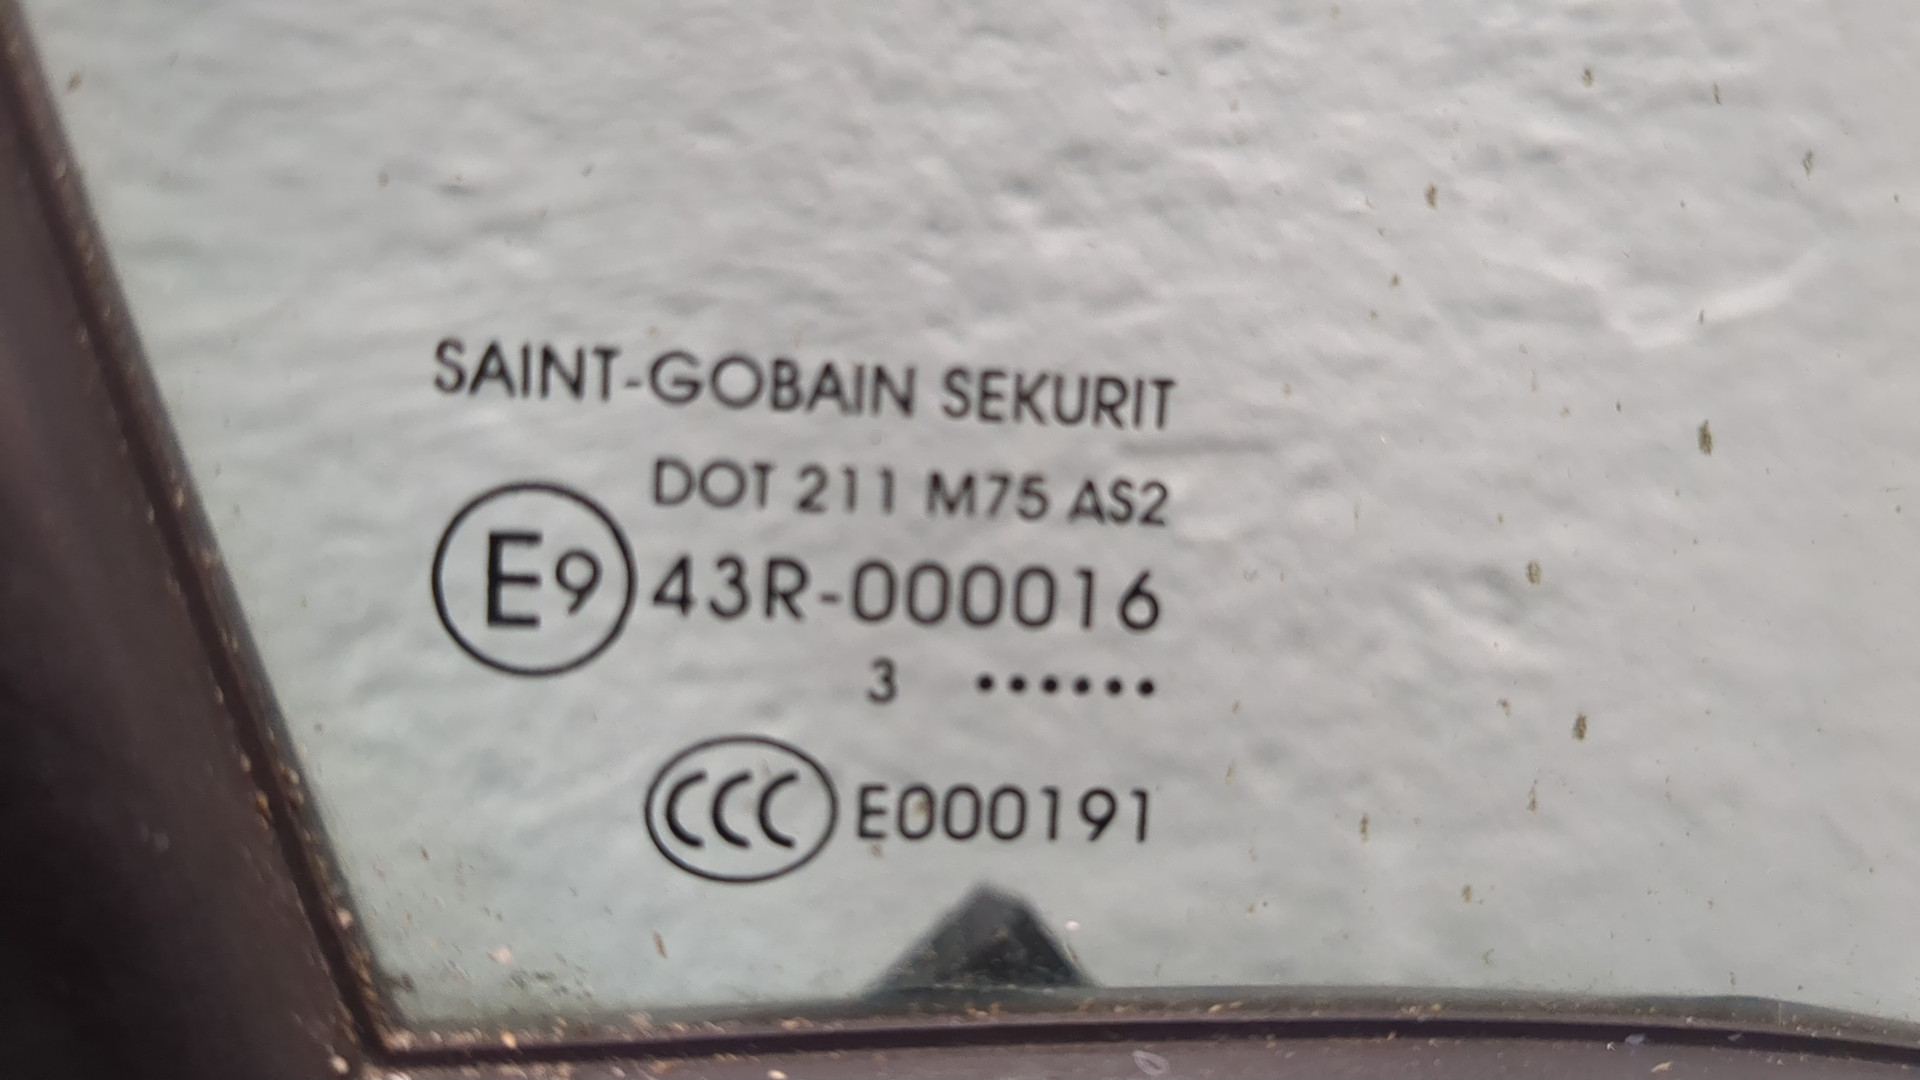 SAINT-GOBAIN SEKURIT
DOT 211 M75 AS2
E9 43R-000016
3 ••••••
CCC E000191